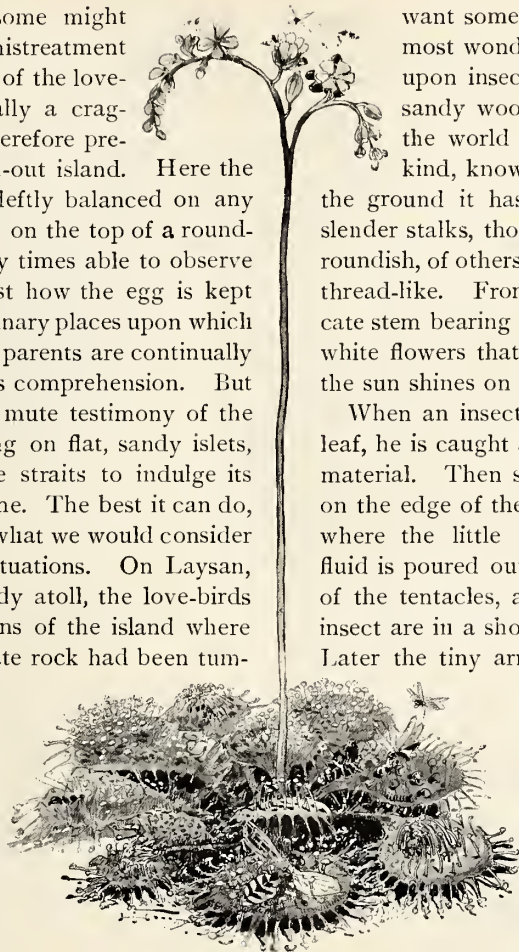 some might
mistreatment
of the love-
ally a crag-
erefore pre-
-out island. Here the
deftly balanced on any
on the top of a round-
y times able to observe
st how the egg is kept
nary places upon which
parents are continually
s comprehension. But
mute testimony of the
g on flat, sandy islets,
e straits to indulge its
ne. The best it can do,
what we would consider
tuations. On Laysan,
dy atoll, the love-birds
ns of the island where
te rock had been tum-
want some
most wond
upon insec
sandy woo
the world
kind, know
the ground it has
slender stalks, tho
roundish, of others
thread-like. From
cate stem bearing
white flowers that
the sun shines on
When an insect
leaf, he is caught
material. Then s
on the edge of the
where the little
fluid is poured ou
of the tentacles, a
insect are in a sho
Later the tiny arm